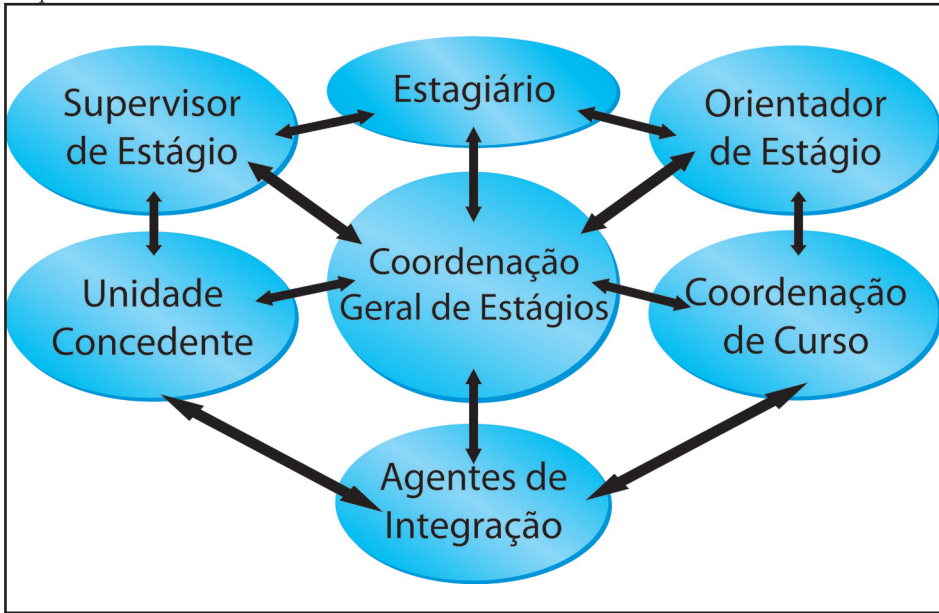 Supervisor
de Estágio
Estagiário
Orientador
de Estágio
Unidade
Concedente
Coordenação
Geral de Estágios
Coordenação
de Curso
Agentes de
Integração